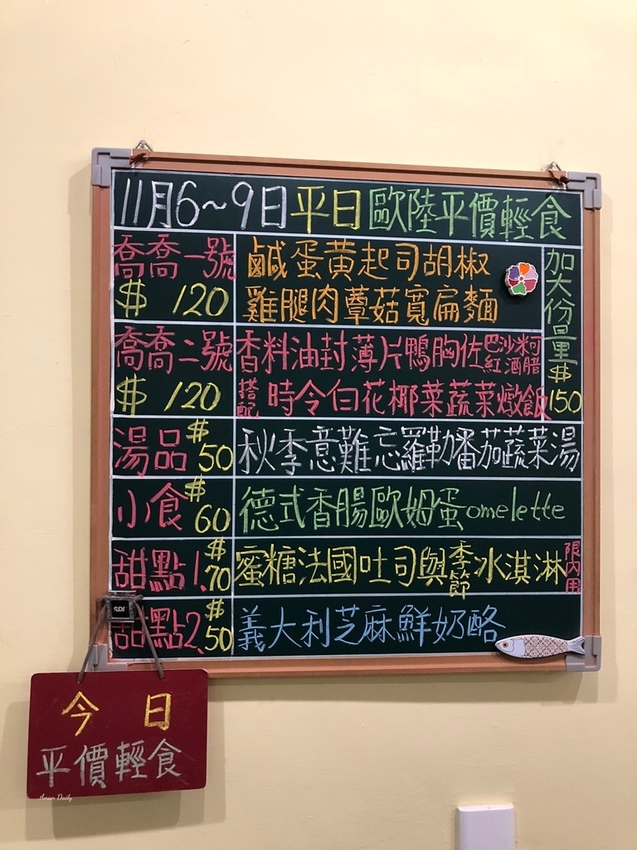 11月6~9日平日歐陸平價輕食
喬喬一號
$ 120
鹹蛋黃起司胡椒
雞腿肉蕈菇寬扁麵
加大份量
$
150
喬喬二號
$ 120
香料油封薄片鴨胸佐巴沙米可紅酒醋
搭配 時令白花椰菜蔬菜燉飯
湯品 $50
秋季意難忘羅勒番茄蔬菜湯
小食 $60
德式香腸歐姆蛋omelette
甜點1. $70
蜜糖法國吐司與季節冰淇淋 限內用
甜點2. $50
義大利芝麻鮮奶酪
SDI
今日
平價輕食